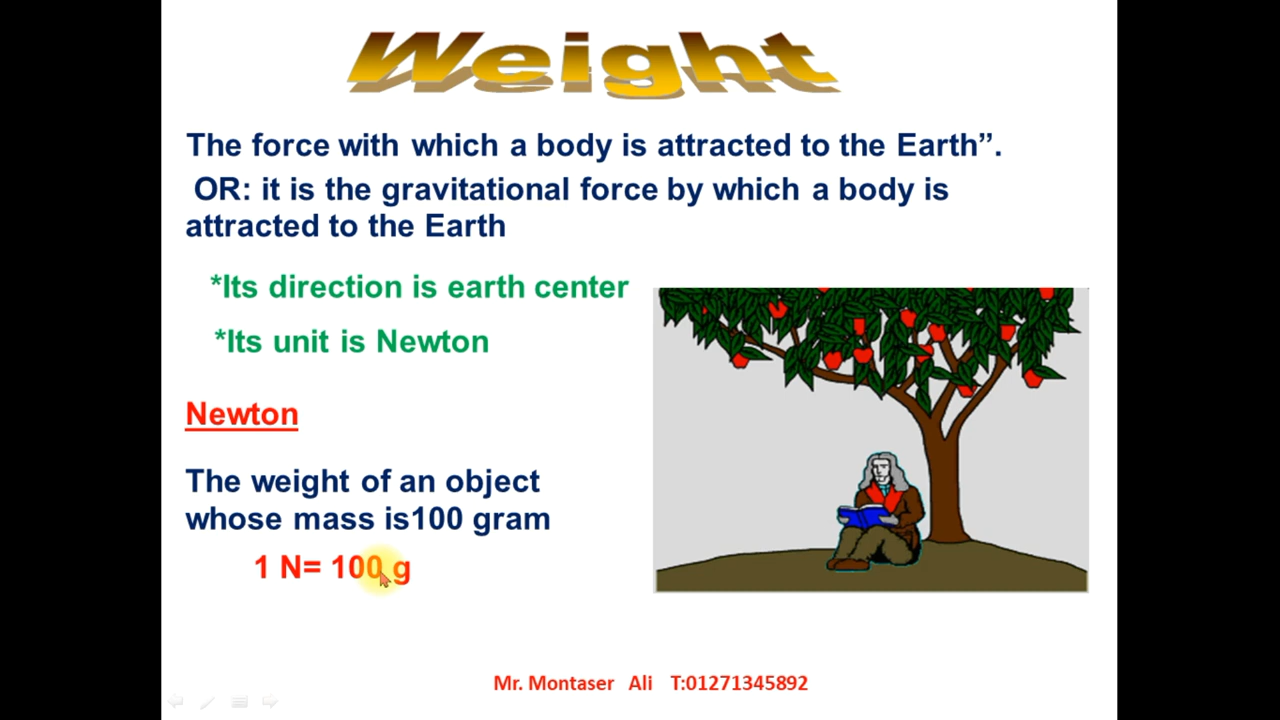 Weight
The force with which a body is attracted to the Earth”.
OR: it is the gravitational force by which a body is
attracted to the Earth
*Its direction is earth center
*Its unit is Newton
Newton
The weight of an object
whose mass is100 gram
1 N= 100 g
Mr. Montaser Ali T:01271345892